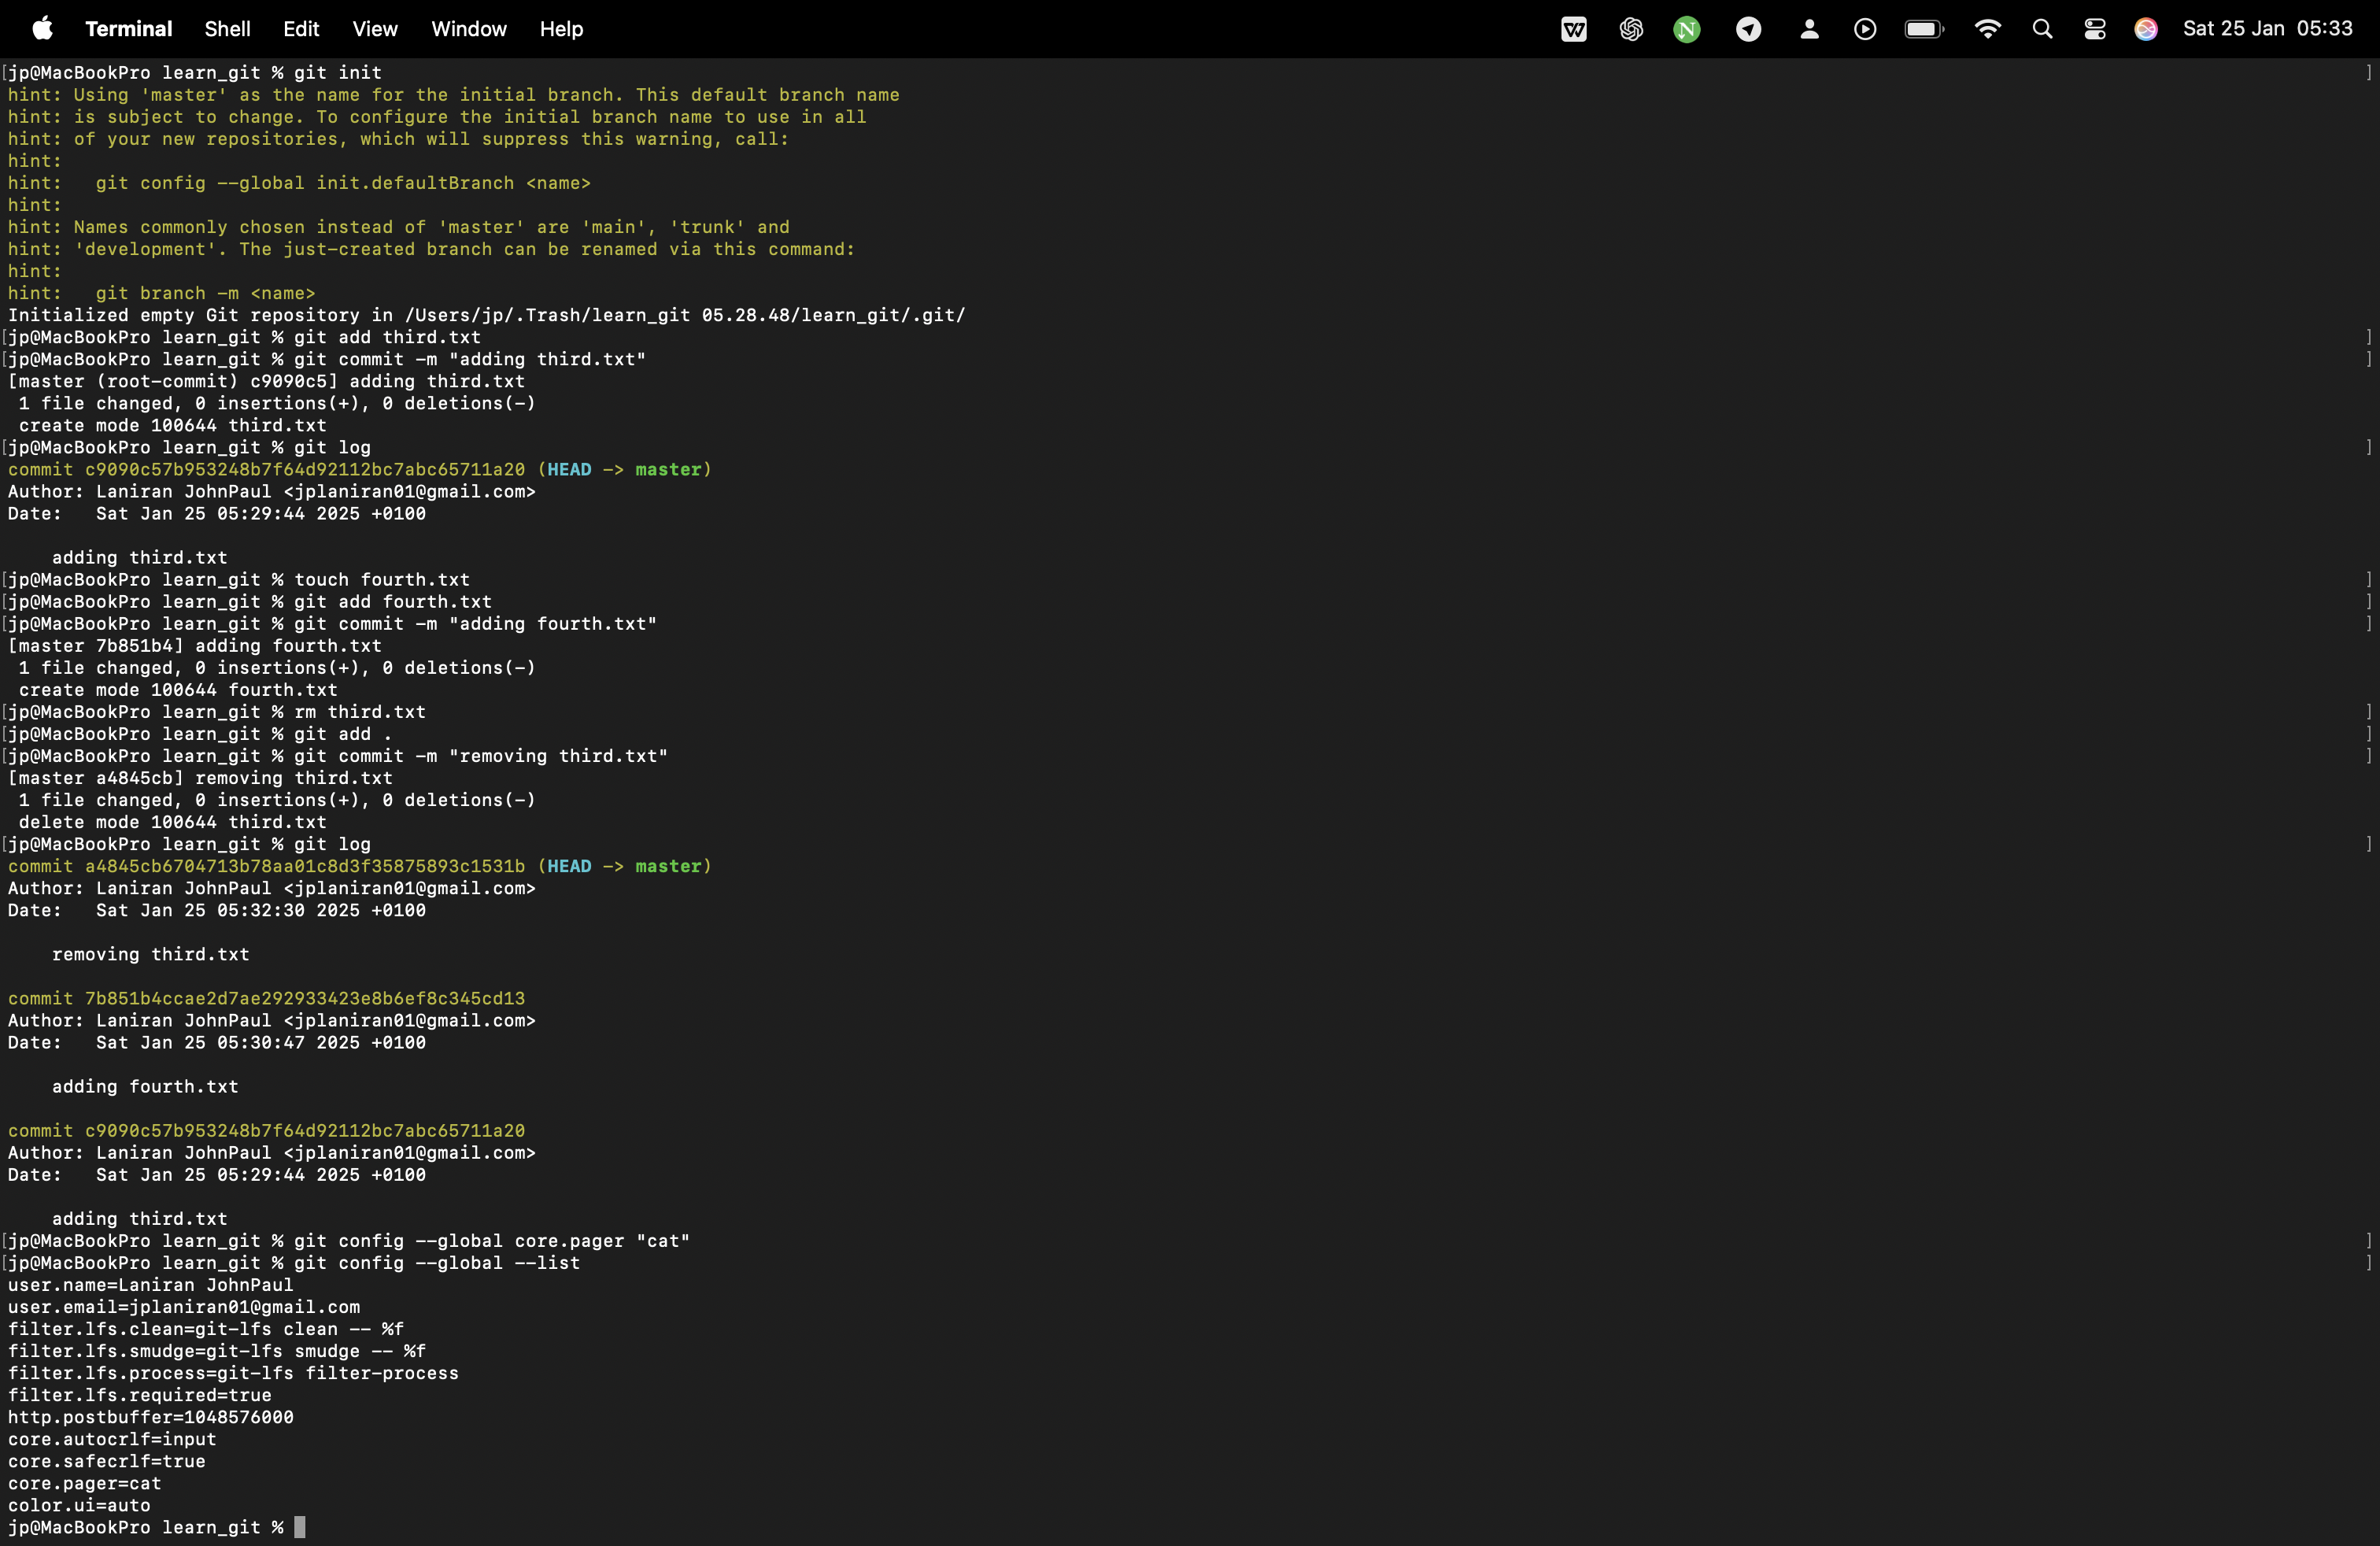 Terminal Shell Edit View Window Help Sat 25 Jan 05:33
[jp@MacBookPro learn_git % git init ]
hint: Using 'master' as the name for the initial branch. This default branch name
hint: is subject to change. To configure the initial branch name to use in all
hint: of your new repositories, which will suppress this warning, call:
hint:
hint:   git config --global init.defaultBranch <name>
hint:
hint: Names commonly chosen instead of 'master' are 'main', 'trunk' and
hint: 'development'. The just-created branch can be renamed via this command:
hint:
hint:   git branch -m <name>
Initialized empty Git repository in /Users/jp/.Trash/learn_git 05.28.48/learn_git/.git/
[jp@MacBookPro learn_git % git add third.txt ]
[jp@MacBookPro learn_git % git commit -m "adding third.txt" ]
[master (root-commit) c9090c5] adding third.txt
 1 file changed, 0 insertions(+), 0 deletions(-)
 create mode 100644 third.txt
[jp@MacBookPro learn_git % git log ]
commit c9090c57b953248b7f64d92112bc7abc65711a20 (HEAD -> master)
Author: Laniran JohnPaul <jplaniran01@gmail.com>
Date:   Sat Jan 25 05:29:44 2025 +0100
    adding third.txt
[jp@MacBookPro learn_git % touch fourth.txt ]
[jp@MacBookPro learn_git % git add fourth.txt ]
[jp@MacBookPro learn_git % git commit -m "adding fourth.txt" ]
[master 7b851b4] adding fourth.txt
 1 file changed, 0 insertions(+), 0 deletions(-)
 create mode 100644 fourth.txt
[jp@MacBookPro learn_git % rm third.txt ]
[jp@MacBookPro learn_git % git add . ]
[jp@MacBookPro learn_git % git commit -m "removing third.txt" ]
[master a4845cb] removing third.txt
 1 file changed, 0 insertions(+), 0 deletions(-)
 delete mode 100644 third.txt
[jp@MacBookPro learn_git % git log ]
commit a4845cb6704713b78aa01c8d3f35875893c1531b (HEAD -> master)
Author: Laniran JohnPaul <jplaniran01@gmail.com>
Date:   Sat Jan 25 05:32:30 2025 +0100
    removing third.txt
commit 7b851b4ccae2d7ae292933423e8b6ef8c345cd13
Author: Laniran JohnPaul <jplaniran01@gmail.com>
Date:   Sat Jan 25 05:30:47 2025 +0100
    adding fourth.txt
commit c9090c57b953248b7f64d92112bc7abc65711a20
Author: Laniran JohnPaul <jplaniran01@gmail.com>
Date:   Sat Jan 25 05:29:44 2025 +0100
    adding third.txt
[jp@MacBookPro learn_git % git config --global core.pager "cat" ]
[jp@MacBookPro learn_git % git config --global --list ]
user.name=Laniran JohnPaul
user.email=jplaniran01@gmail.com
filter.lfs.clean=git-lfs clean -- %f
filter.lfs.smudge=git-lfs smudge -- %f
filter.lfs.process=git-lfs filter-process
filter.lfs.required=true
http.postbuffer=1048576000
core.autocrlf=input
core.safecrlf=true
core.pager=cat
color.ui=auto
jp@MacBookPro learn_git %